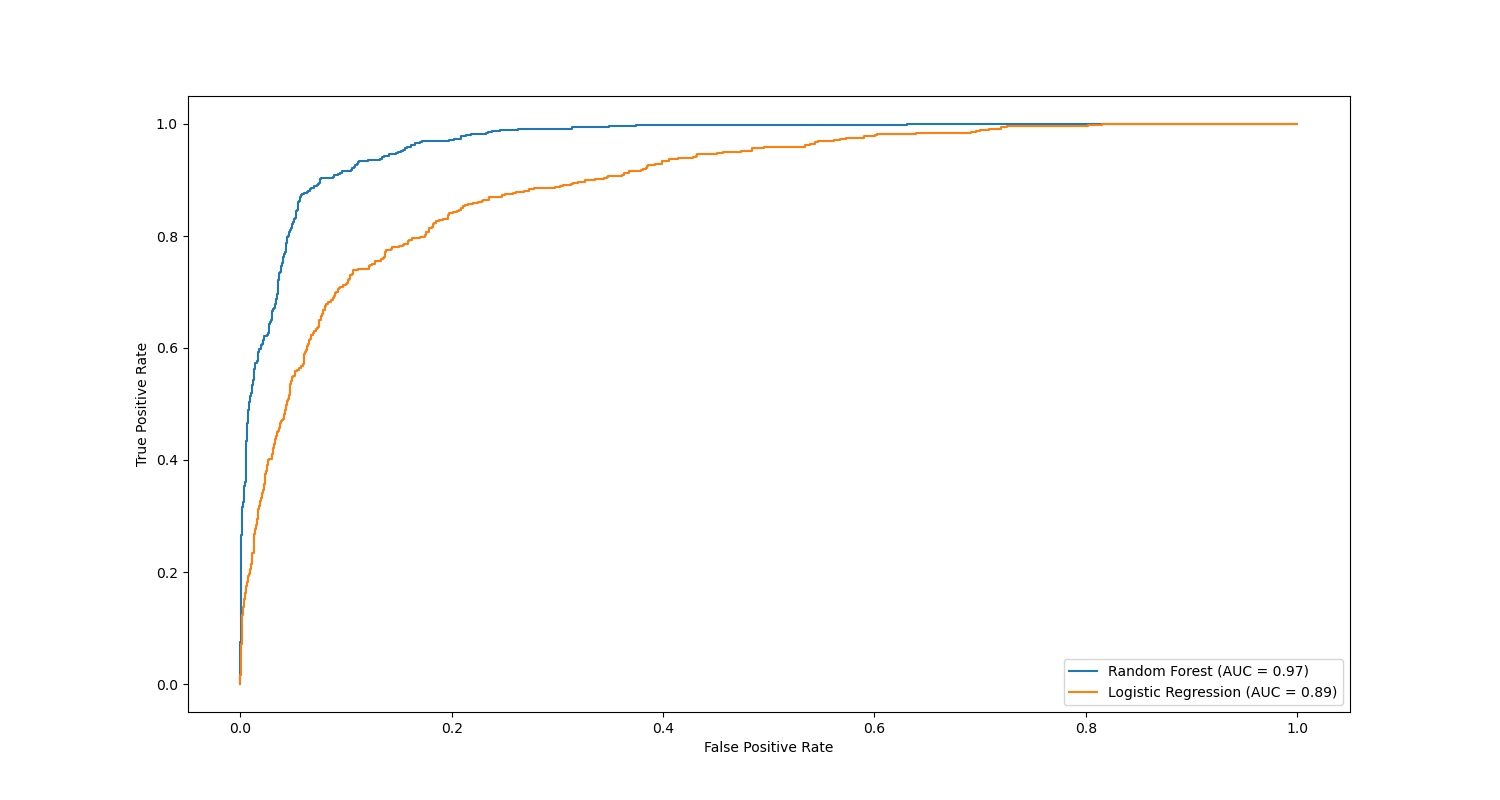 1.0
0.8
0.6
0.4
0.2
0.0
True Positive Rate
Random Forest (AUC = 0.97)
Logistic Regression (AUC = 0.89)
0.0 0.2 0.4 0.6 0.8 1.0
False Positive Rate